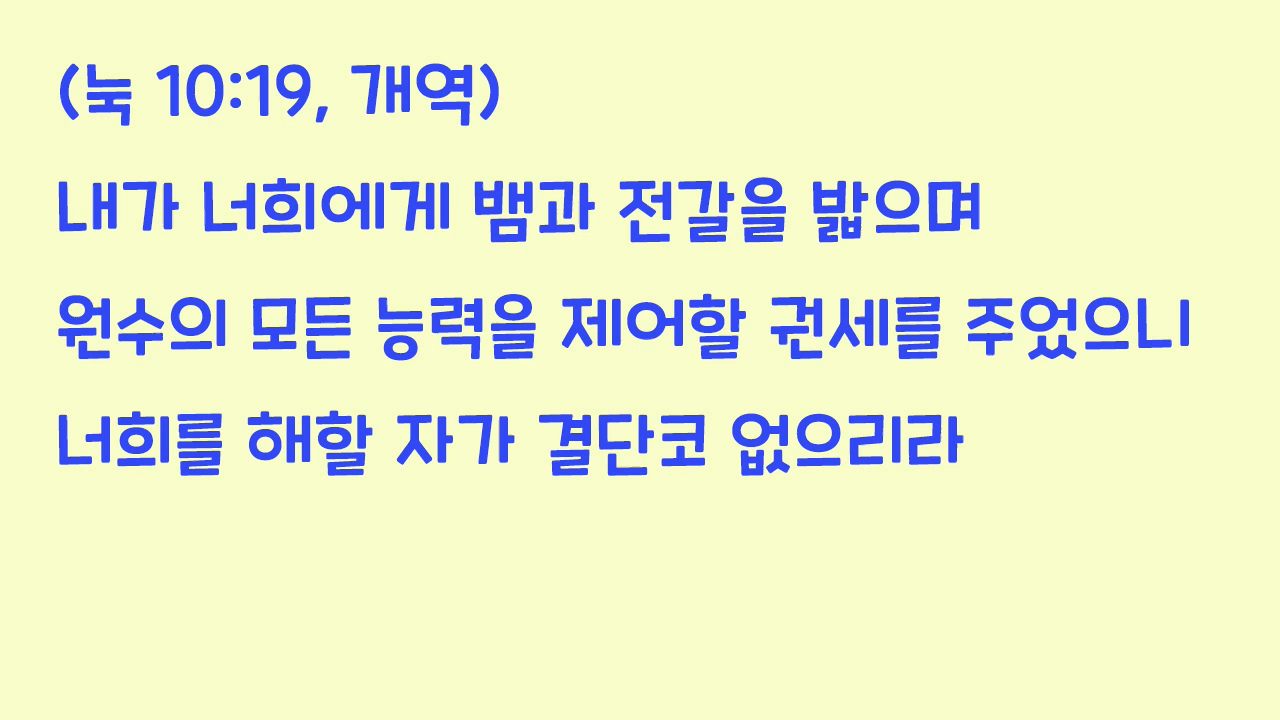 (눅 10:19, 개역)
내가 너희에게 뱀과 전갈을 밟으며
원수의 모든 능력을 제어할 권세를 주었으니
너희를 해할 자가 결단코 없으리라